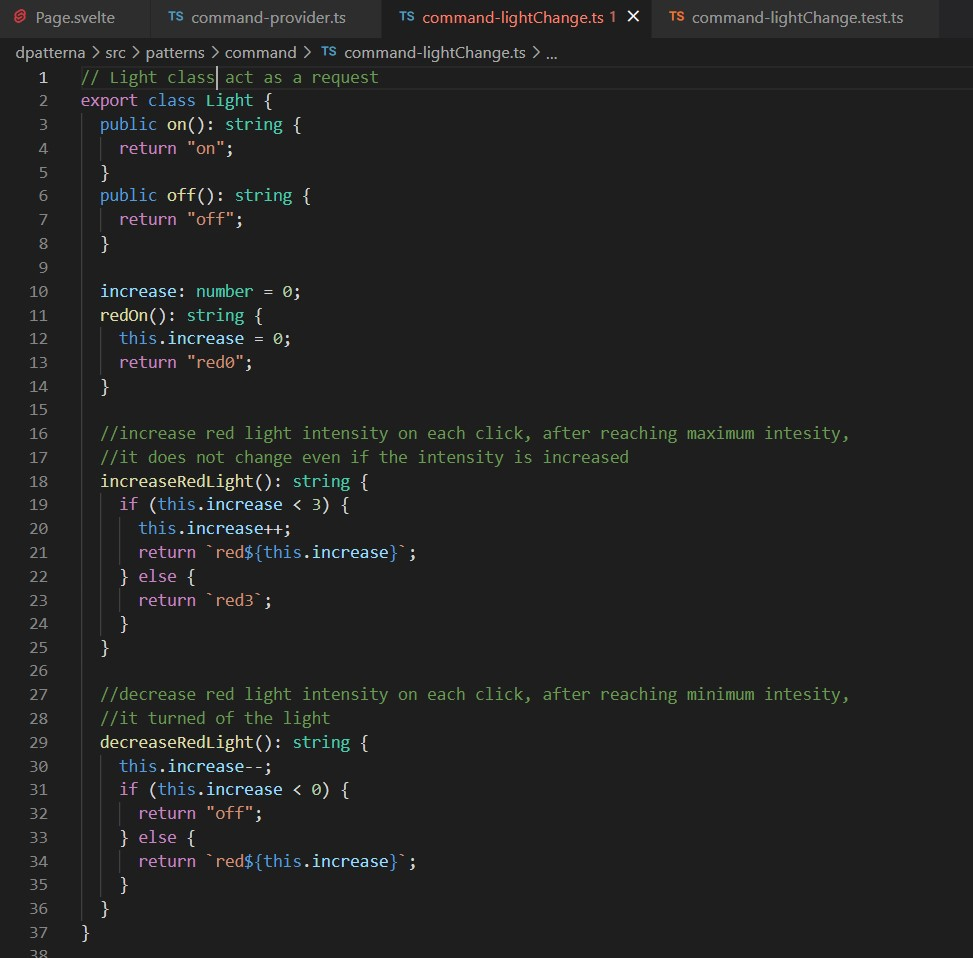 Page.svelte TS command-provider.ts TS command-lightChange.ts 1 × TS command-lightChange.test.ts
dpatterna > src > patterns > command > TS command-lightChange.ts > ...
1 // Light class act as a request
2 export class Light {
3 public on(): string {
4 return "on";
5 }
6 public off(): string {
7 return "off";
8 }
9
10 increase: number = 0;
11 redOn(): string {
12 this.increase = 0;
13 return "red0";
14 }
15
16 //increase red light intensity on each click, after reaching maximum intesity,
17 //it does not change even if the intensity is increased
18 increaseRedLight(): string {
19 if (this.increase < 3) {
20 this.increase++;
21 return `red${this.increase}`;
22 } else {
23 return `red3`;
24 }
25 }
26
27 //decrease red light intensity on each click, after reaching minimum intesity,
28 //it turned of the light
29 decreaseRedLight(): string {
30 this.increase--;
31 if (this.increase < 0) {
32 return "off";
33 } else {
34 return `red${this.increase}`;
35 }
36 }
37 }
38